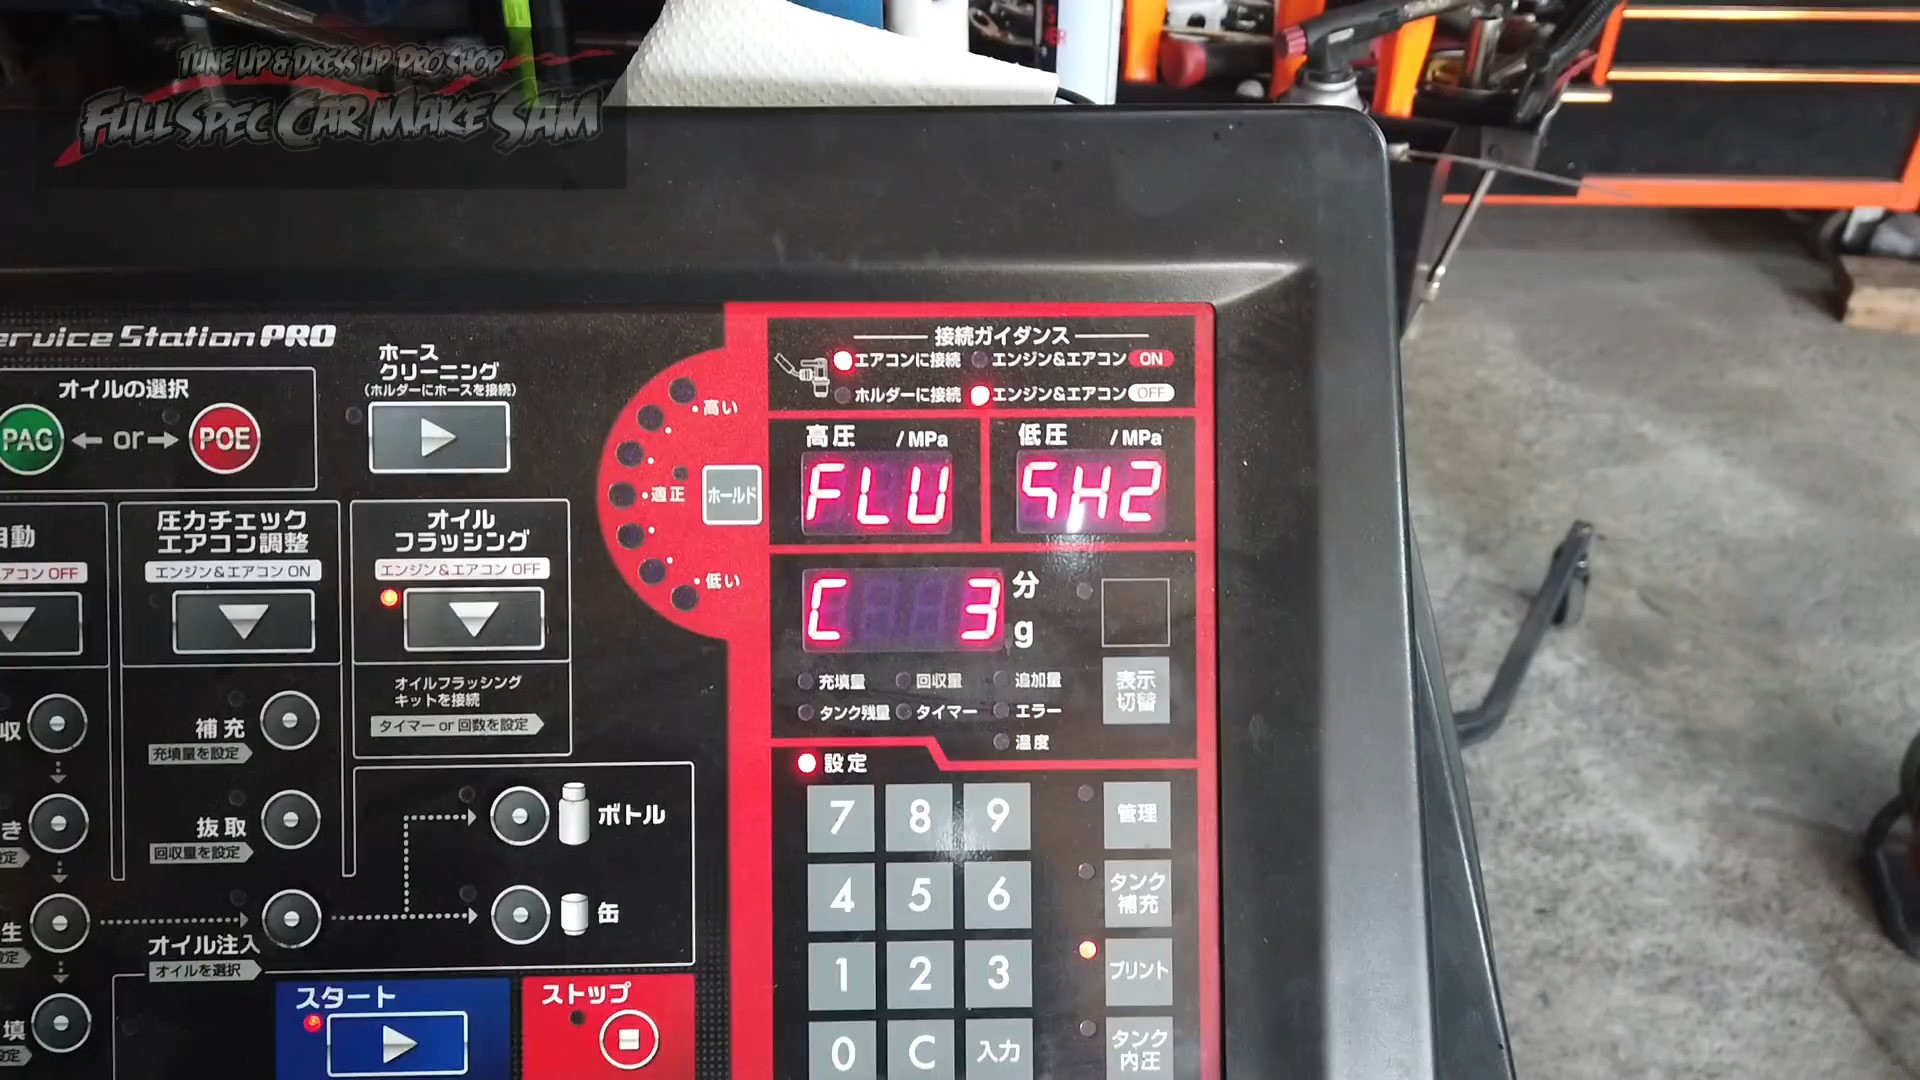 TUNE UP & DRESS UP PRO SHOP
FULL SPEC CAR MAKE SAM
ervice Station PRO
オイルの選択
PAG ← or → POE
ホース
クリーニング
(ホルダーにホースを接続)
自動
アコン OFF
圧力チェック
エアコン調整
エンジン&エアコン ON
オイル
フラッシング
エンジン&エアコン OFF
オイルフラッシング
キットを接続
タイマー or 回数を設定
収
補充
充填量を設定
き
定
抜取
回収量を設定
生
定
オイル注入
オイルを選択
ボトル
缶
填
定
スタート
ストップ
高い
適正
低い
ホールド
接続ガイダンス
エアコンに接続 エンジン&エアコン ON
ホルダーに接続 エンジン&エアコン OFF
高圧 /MPa
FLU
低圧 /MPa
SH2
C 3
分
g
充填量 回収量 追加量
タンク残量 タイマー エラー
温度
表示
切替
設定
7 8 9
管理
4 5 6
タンク
補充
1 2 3
プリント
0 C 入力
タンク
内圧